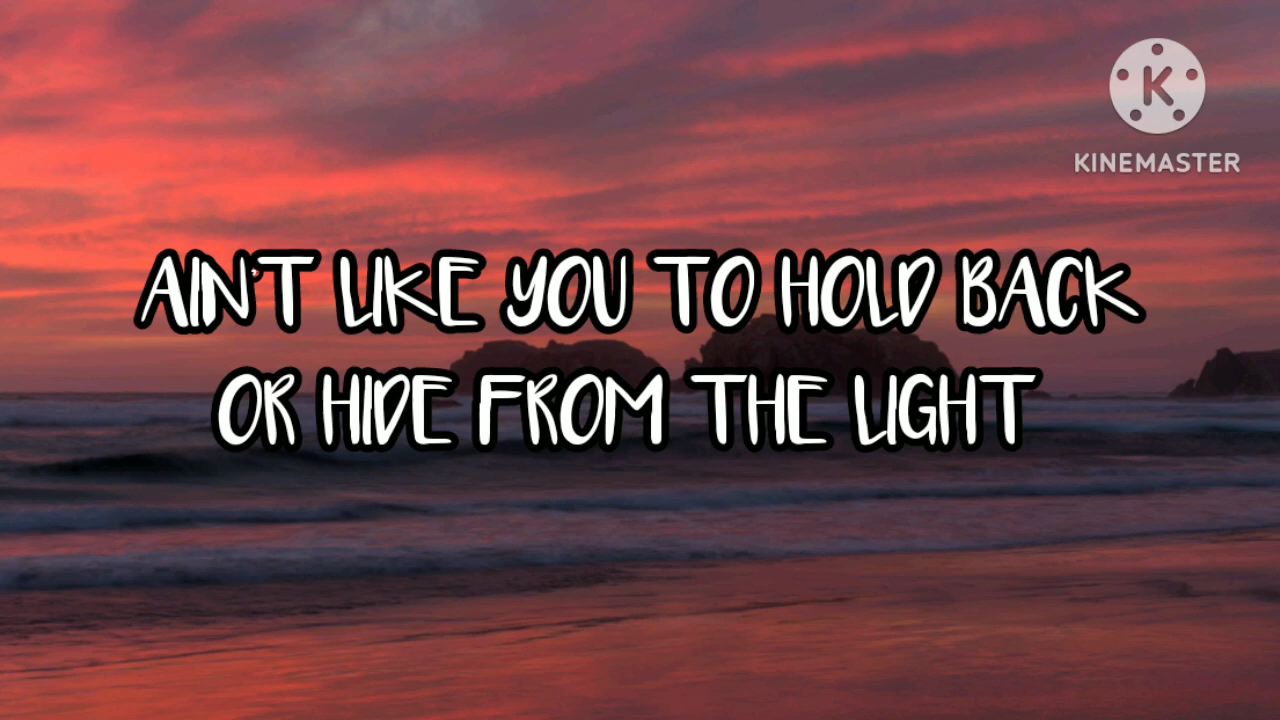 K
KINEMASTER
AIN'T LIKE YOU TO HOLD BACK
OR HIDE FROM THE LIGHT